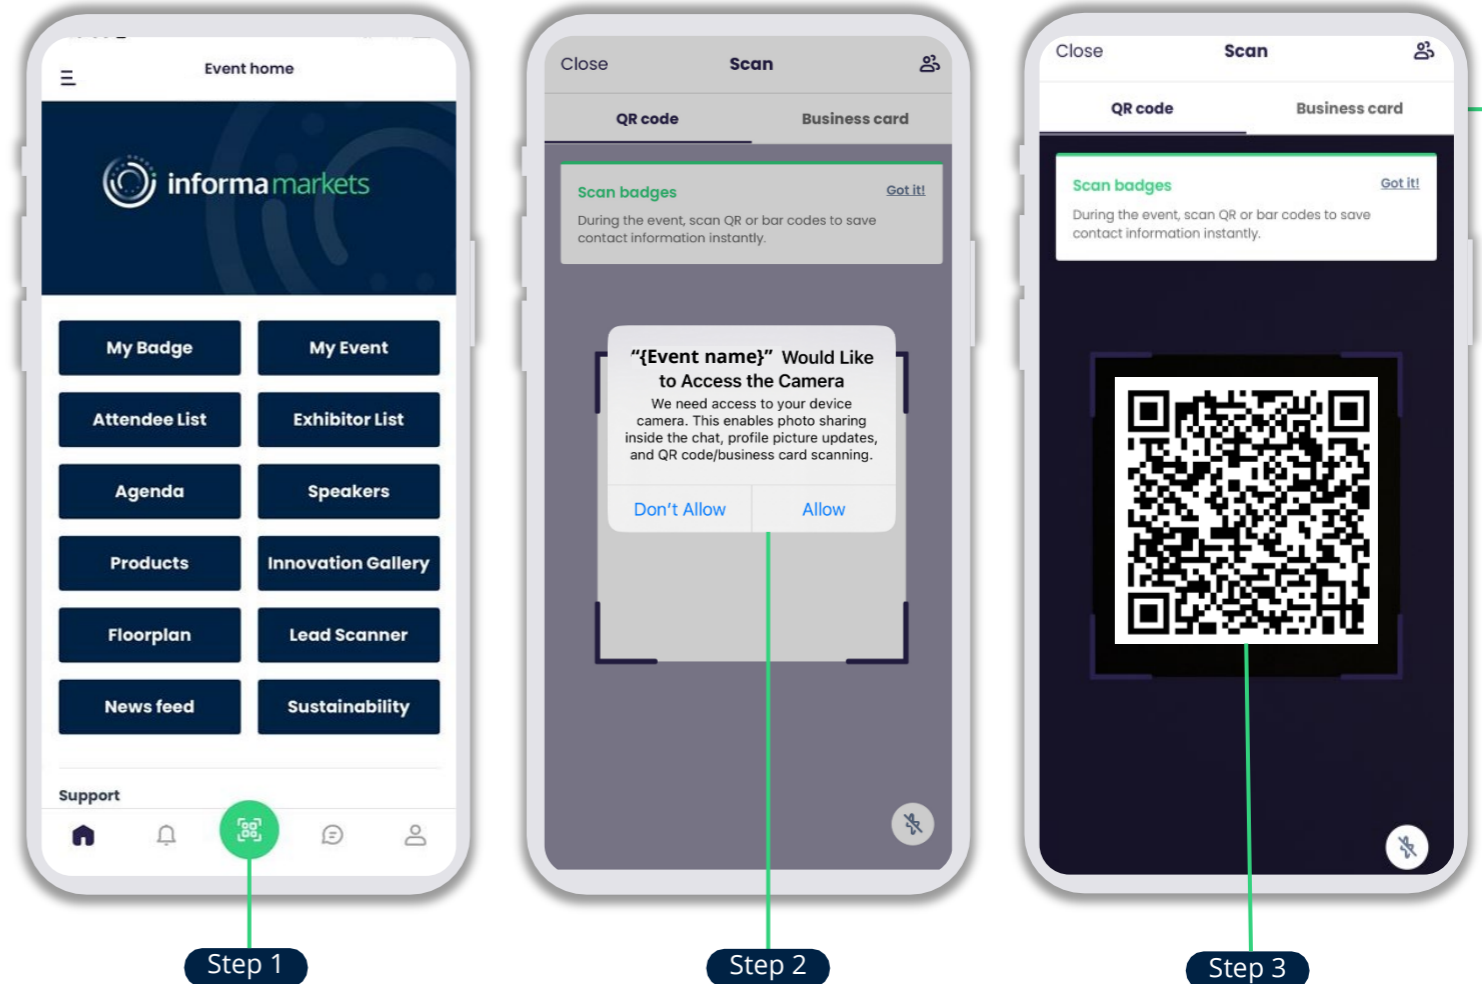 Event home
informa markets
My Badge
My Event
Attendee List
Exhibitor List
Agenda
Speakers
Products
Innovation Gallery
Floorplan
Lead Scanner
News feed
Sustainability
Support
Step 1
Close
Scan
QR code
Business card
Scan badges
Got it!
During the event, scan QR or bar codes to save
contact information instantly.
“{Event name}” Would Like
to Access the Camera
We need access to your device
camera. This enables photo sharing
inside the chat, profile picture updates,
and QR code/business card scanning.
Don’t Allow
Allow
Step 2
Close
Scan
QR code
Business card
Scan badges
Got it!
During the event, scan QR or bar codes to save
contact information instantly.
Step 3